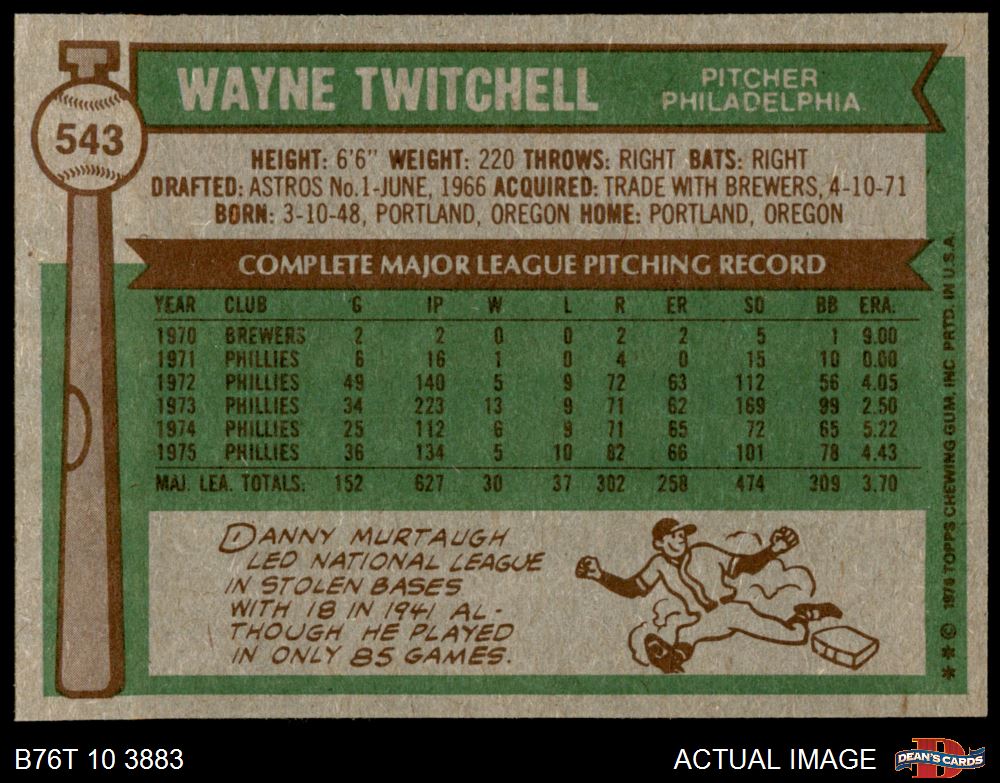 543
WAYNE TWITCHELL
PITCHER
PHILADELPHIA
HEIGHT: 6'6" WEIGHT: 220 THROWS: RIGHT BATS: RIGHT
DRAFTED: ASTROS No.1-JUNE, 1966 ACQUIRED: TRADE WITH BREWERS, 4-10-71
BORN: 3-10-48, PORTLAND, OREGON HOME: PORTLAND, OREGON
COMPLETE MAJOR LEAGUE PITCHING RECORD
YEAR CLUB G IP W L R ER SO BB ERA.
1970 BREWERS 2 2 0 0 2 2 5 1 9.00
1971 PHILLIES 6 16 1 0 4 0 15 10 0.00
1972 PHILLIES 49 140 5 9 72 63 112 56 4.05
1973 PHILLIES 34 223 13 9 71 62 169 99 2.50
1974 PHILLIES 25 112 6 9 71 65 72 65 5.22
1975 PHILLIES 36 134 5 10 82 66 101 78 4.43
MAJ. LEA. TOTALS. 152 627 30 37 302 258 474 309 3.70
DANNY MURTAUGH
LED NATIONAL LEAGUE
IN STOLEN BASES
WITH 18 IN 1941 AL-
THOUGH HE PLAYED
IN ONLY 85 GAMES.
***© 1976 TOPPS CHEWING GUM, INC. PRTD. IN U.S.A.
B76T 10 3883
ACTUAL IMAGE
D
DEAN'S CARDS